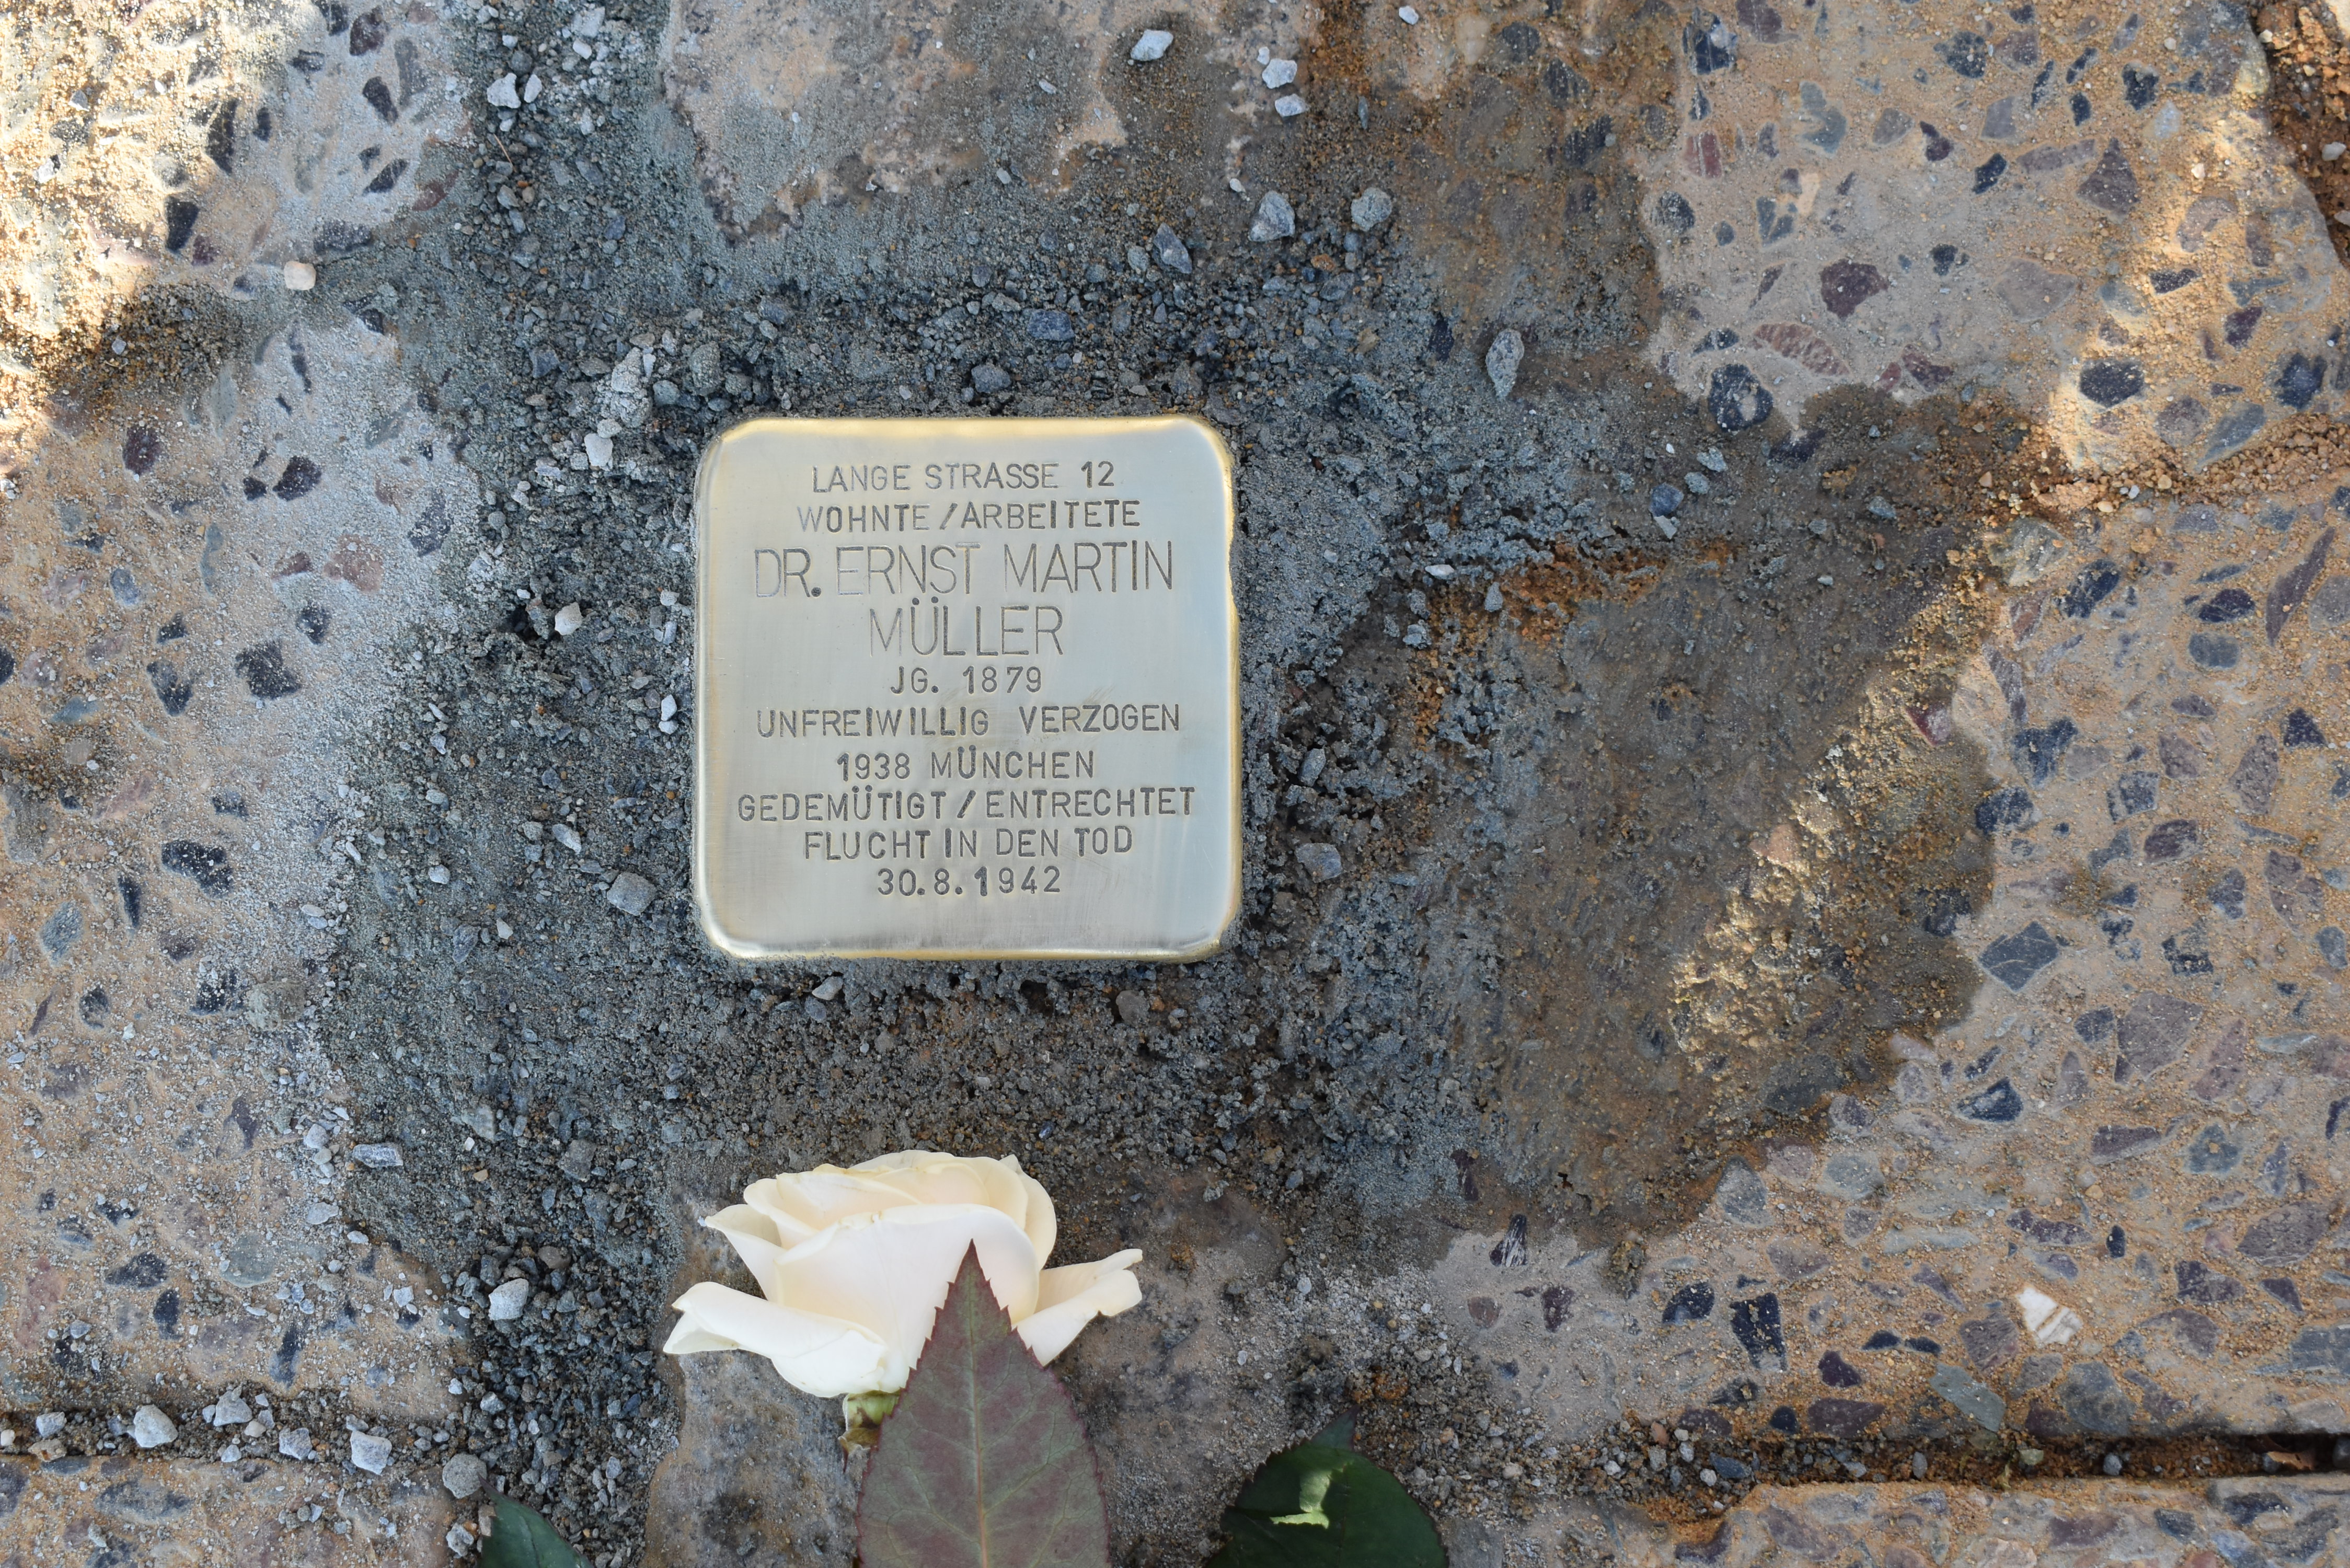 LANGE STRASSE 12
WOHNTE/ARBEITETE
DR. ERNST MARTIN
MÜLLER
JG. 1879
UNFREIWILLIG VERZOGEN
1938 MÜNCHEN
GEDEMÜTIGT/ENTRECHTET
FLUCHT IN DEN TOD
30.8.1942